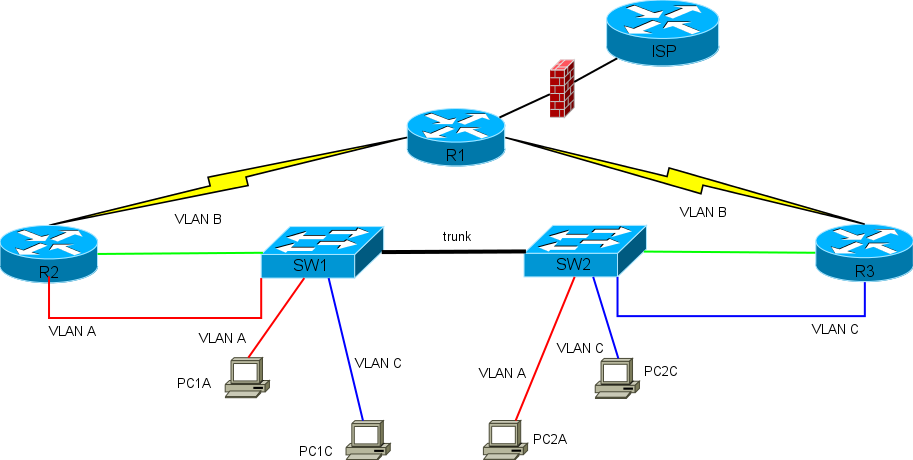 ISP
R1
VLAN B
VLAN B
trunk
R2
SW1
SW2
R3
VLAN A
VLAN A
VLAN C
VLAN C
VLAN C
VLAN A
PC1A
PC2C
PC1C
PC2A